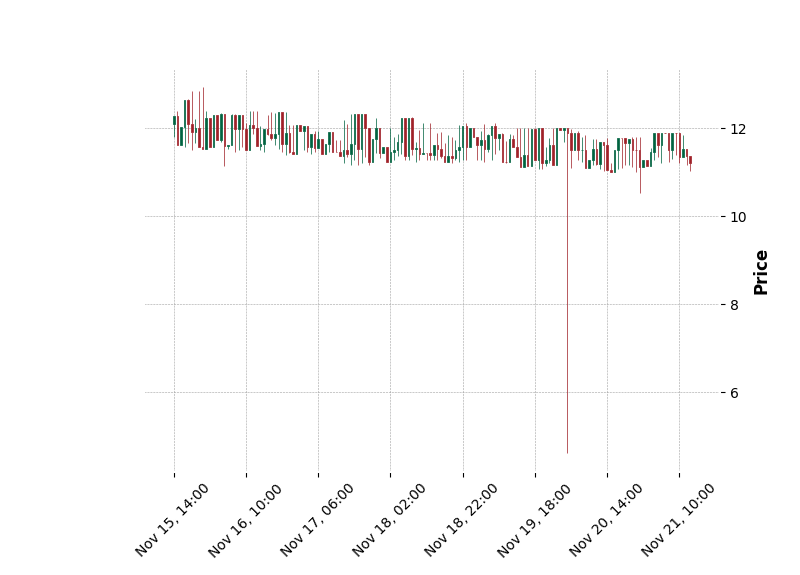 12
10
8
6
Price
Nov 15, 14:00
Nov 16, 10:00
Nov 17, 06:00
Nov 18, 02:00
Nov 18, 22:00
Nov 19, 18:00
Nov 20, 14:00
Nov 21, 10:00